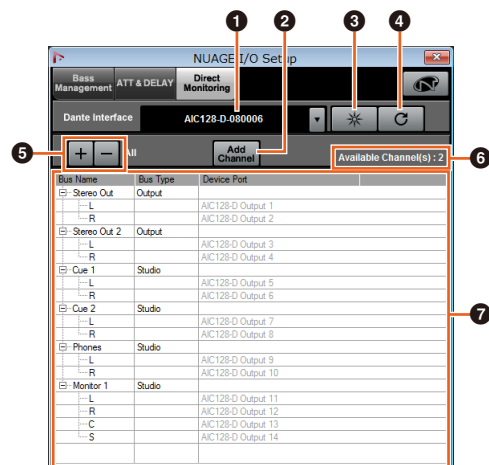 1 2 3 4
NUAGE I/O Setup
Bass Management ATT & DELAY Direct Monitoring
Dante Interface AIC128-D-080006
5 + − All Add Channel Available Channel(s) : 2 6
Bus Name Bus Type Device Port
Stereo Out Output
L AIC128-D Output 1
R AIC128-D Output 2
Stereo Out 2 Output
L AIC128-D Output 3
R AIC128-D Output 4
Cue 1 Studio
L AIC128-D Output 5
R AIC128-D Output 6
Cue 2 Studio
L AIC128-D Output 7
7
R AIC128-D Output 8
Phones Studio
L AIC128-D Output 9
R AIC128-D Output 10
Monitor 1 Studio
L AIC128-D Output 11
R AIC128-D Output 12
C AIC128-D Output 13
S AIC128-D Output 14